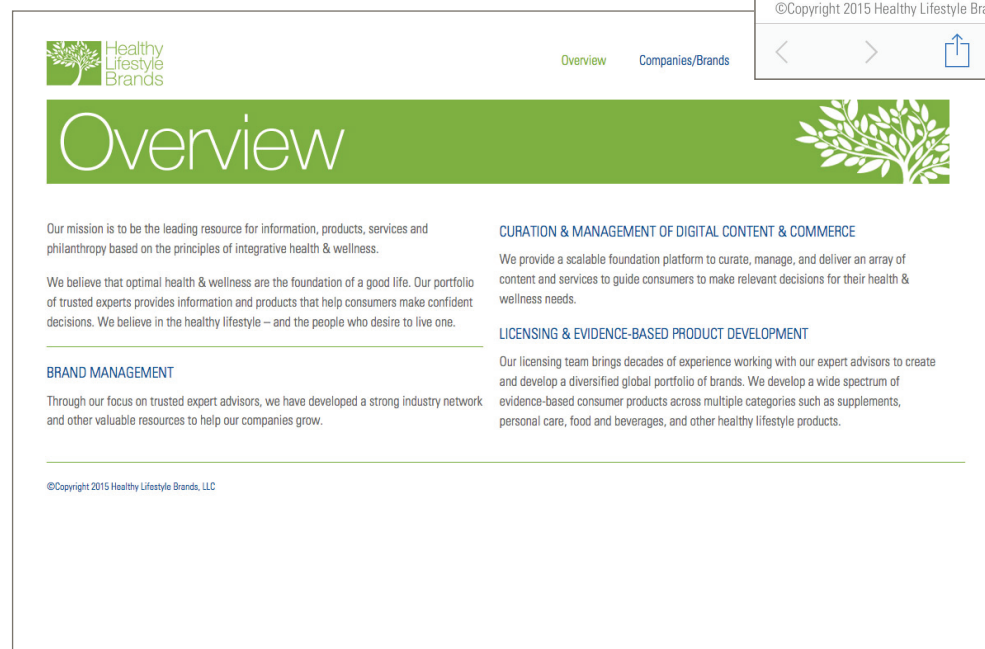 ©Copyright 2015 Healthy Lifestyle
Healthy
Lifestyle
Brands
Overview
Companies/Brands
Overview
Our mission is to be the leading resource for information, products, services and
philanthropy based on the principles of integrative health & wellness.
We believe that optimal health & wellness are the foundation of a good life. Our portfolio
of trusted experts provides information and products that help consumers make confident
decisions. We believe in the healthy lifestyle – and the people who desire to live one.
BRAND MANAGEMENT
Through our focus on trusted expert advisors, we have developed a strong industry network
and other valuable resources to help our companies grow.
CURATION & MANAGEMENT OF DIGITAL CONTENT & COMMERCE
We provide a scalable foundation platform to curate, manage, and deliver an array of
content and services to guide consumers to make relevant decisions for their health &
wellness needs.
LICENSING & EVIDENCE-BASED PRODUCT DEVELOPMENT
Our licensing team brings decades of experience working with our expert advisors to create
and develop a diversified global portfolio of brands. We develop a wide spectrum of
evidence-based consumer products across multiple categories such as supplements,
personal care, food and beverages, and other healthy lifestyle products.
©Copyright 2015 Healthy Lifestyle Brands, LLC